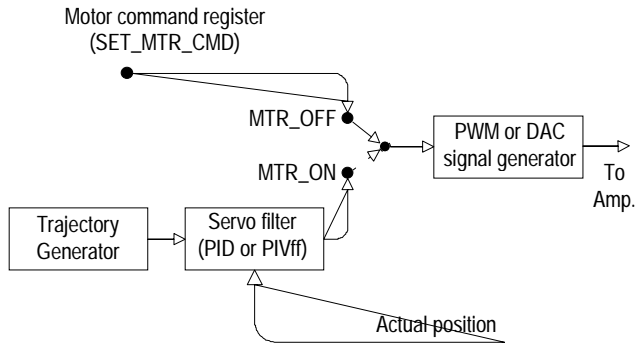 Motor command register
(SET_MTR_CMD)
MTR_OFF
PWM or DAC
signal generator
To
Amp.
MTR_ON
Trajectory
Generator
Servo filter
(PID or PIVff)
Actual position